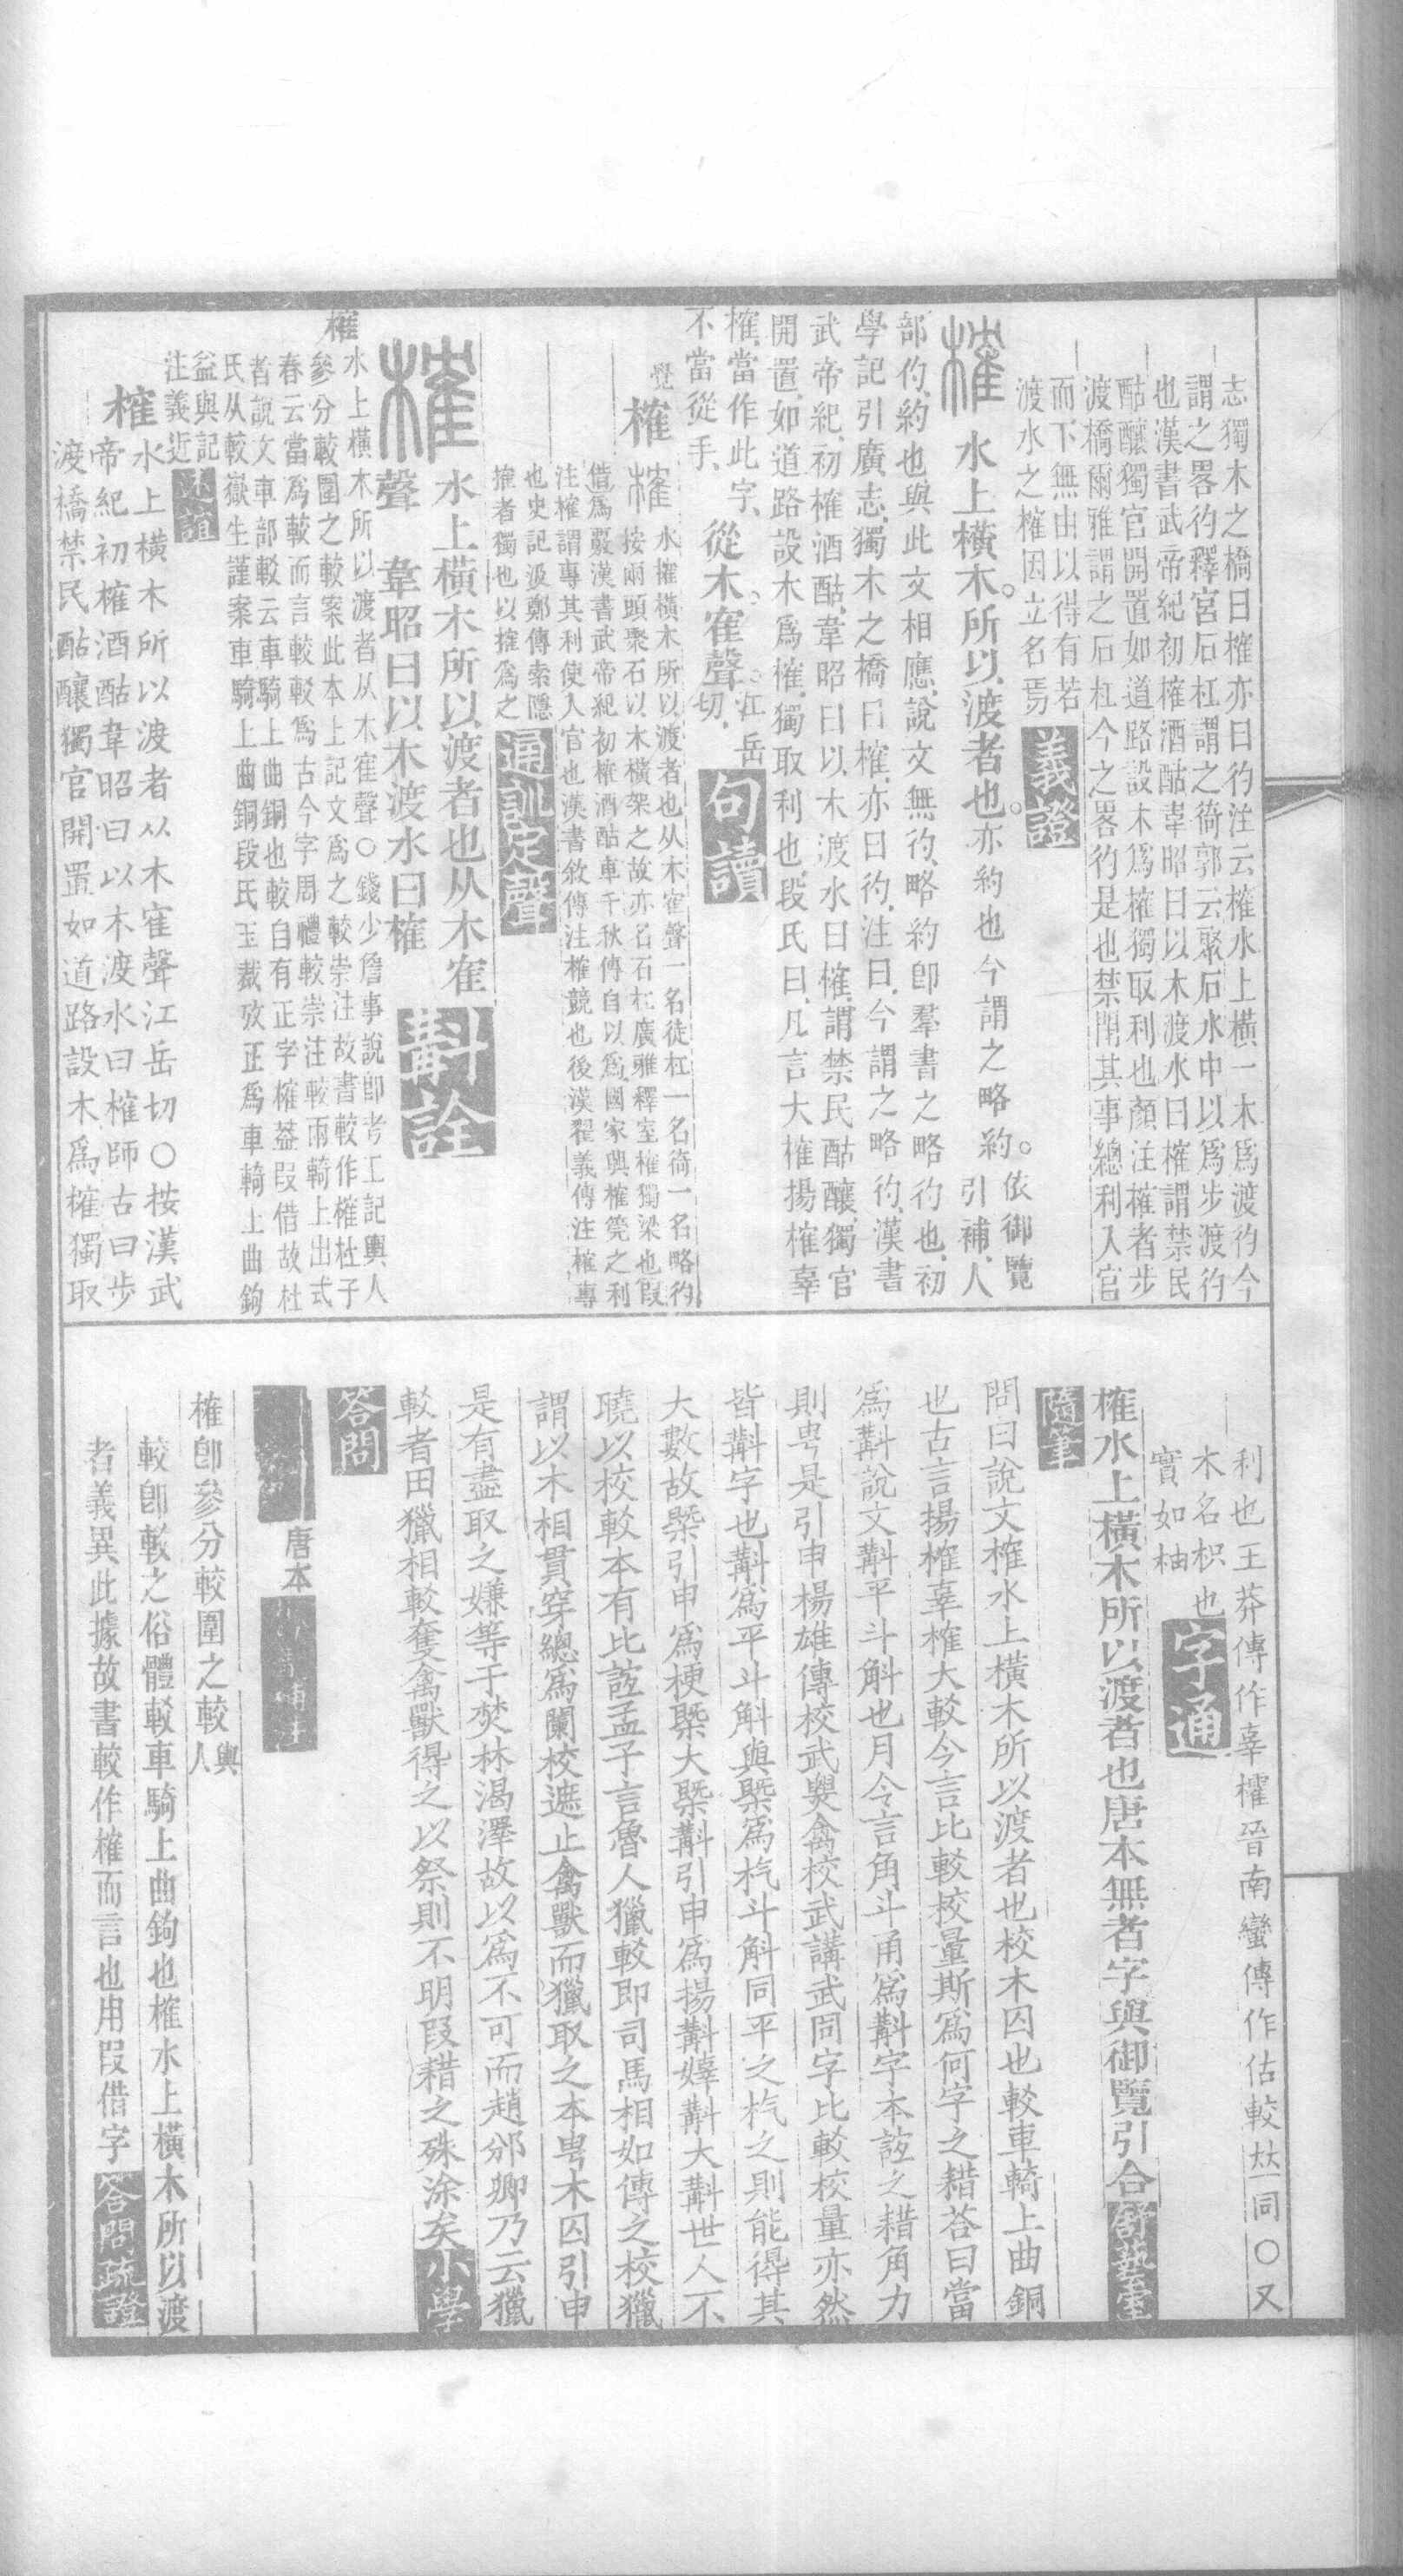 志獨木之橋曰榷亦曰彴注云榷水上橫一木爲渡彴今
謂之畧彴釋宮石杠謂之徛郭云聚石水中以爲步渡彴
也漢書武帝紀初榷酒酤韋昭曰以木渡水曰榷謂禁民
酤釀獨官開置如道路設木爲榷獨取利也顏注榷者步
渡橋爾雅謂之石杠今之畧彴是也禁閉其事總利入官
而下無由以得有若
渡水之榷因立名焉義證
榷水上橫木。所以渡者也。亦約也今謂之略約。依御覽引補、人
部仢、約也、與此文相應、說文無彴、略約卽羣書之略彴也、初
學記引廣志、獨木之橋曰榷、亦曰彴、注曰、今謂之略彴、漢書
武帝紀、初榷酒酤、韋昭曰、以木渡水曰榷、謂禁民酤釀、獨官
開置、如道路設木爲榷、獨取利也、段氏曰、凡言大榷揚榷辜
榷、當作此字、從木隺聲。江岳切、句讀
不當從手、
覺
榷榷水榷橫木所以渡者也从木隺聲一名徒杠一名徛一名略彴
按兩頭聚石以木橫架之故亦名石杠廣雅釋室榷獨梁也叚
借爲覈漢書武帝紀初榷酒酤車千秋傳自以爲國家興榷筦之利
注榷謂專其利使入官也漢書敘傳注榷競也後漢翟義傳注榷專
也史記汲鄭傳索隱
搉者獨也以搉爲之通訓定聲
榷水上橫木所以渡者也从木隺
聲 韋昭曰以木渡水曰榷斠詮
榷水上橫木所以渡者从木隺聲○錢少詹事說卽考工記輿人
參分較圍之較案此本上記文爲之較崇注故書較作榷杜子
春云當爲較而言較䡈爲古今字周禮較崇注較兩輢上出式
者說文車部䡈云車騎上曲銅也較自有正字榷葢叚借故杜
氏从較嶽生謹案車騎上曲銅段氏玉裁攷正爲車輢上曲鉤
益與記
注義近述誼
榷水上橫木所以渡者从木隺聲江岳切○按漢武
帝紀初榷酒酤韋昭曰以木渡水曰榷師古曰步
渡橋禁民酤釀獨官開置如道路設木爲榷獨取
利也王莽傳作辜㩁晉南蠻傳作估較𠀤同○又
木名枳也
實如柚字通
榷水上橫木所以渡者也唐本無者字與御覽引合舒藝室
隨筆
問曰說文榷水上橫木所以渡者也校木囚也較車輢上曲銅
也古言揚榷辜榷大較今言比較校量斯爲何字之耤荅曰當
爲斠說文斠平斗斛也月令言角斗甬爲斠字本誼之耤角力
則𤰞是引申楊雄傳校武嫛禽校武講武同字比較校量亦然
皆斠字也斠爲平斗斛與槩爲杚斗斛同平之杚之則能得其
大數故槩引申爲梗槩大槩斠引申爲揚斠嫴斠大斠世人不
曉以校較本有比誼孟子言魯人獵較即司馬相如傳之校獵
謂以木相貫穿總爲闌校遮止禽獸而獵取之本𤰞木囚引申
是有盡取之嫌等于焚林渴澤故以爲不可而趙邠卿乃云獵
較者田獵相較奪禽獸得之以祭則不明叚耤之殊涂矣小學
答問
唐本
榷卽參分較圍之較輿人
較卽䡈之俗體䡈車騎上曲鉤也榷水上橫木所以渡
者義異此據故書較作榷而言也用叚借字答問疏證